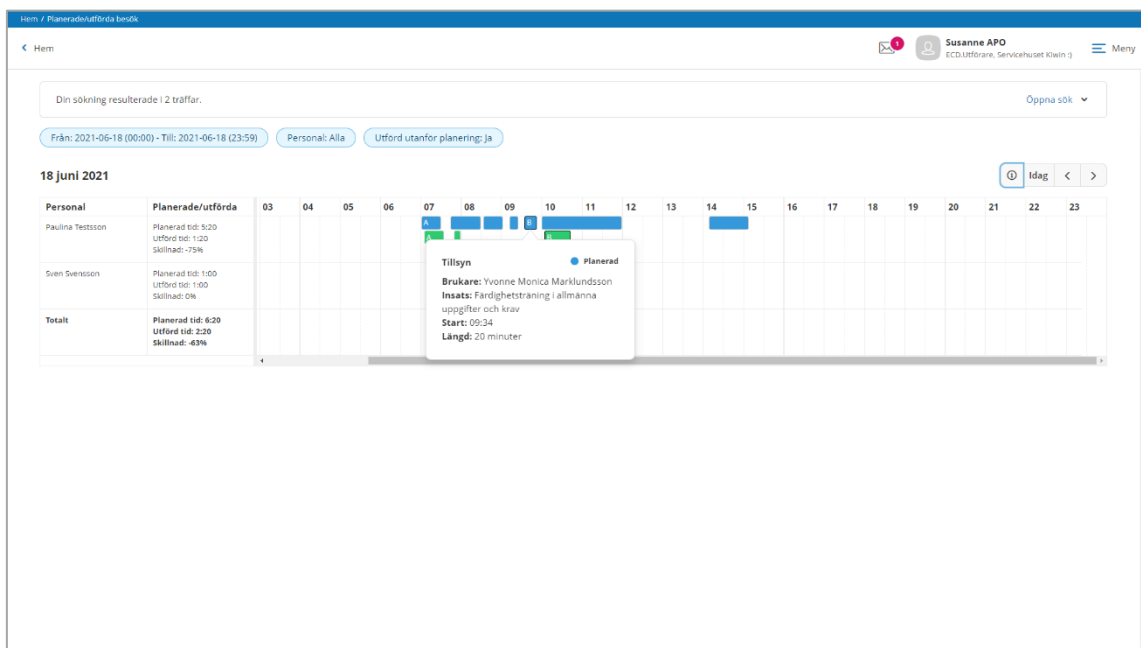 Hem / Planerade/utförda besök
Hem
1
Susanne APO
ECD.Utförare, Servicehuset Kiwin :)
Meny
Din sökning resulterade i 2 träffar.
Öppna sök
Från: 2021-06-18 (00:00) - Till: 2021-06-18 (23:59)
Personal: Alla
Utförd utanför planering: Ja
18 juni 2021
Idag
Personal Planerade/utförda 03 04 05 06 07 08 09 10 11 12 13 14 15 16 17 18 19 20 21 22 23
Paulina Testsson
Planerad tid: 5:20
Utförd tid: 1:20
Skillnad: -75%
A B
A B
Tillsyn
Planerad
Brukare: Yvonne Monica Marklundsson
Insats: Färdighetsträning i allmänna
uppgifter och krav
Start: 09:34
Längd: 20 minuter
Sven Svensson
Planerad tid: 1:00
Utförd tid: 1:00
Skillnad: 0%
Totalt
Planerad tid: 6:20
Utförd tid: 2:20
Skillnad: -63%